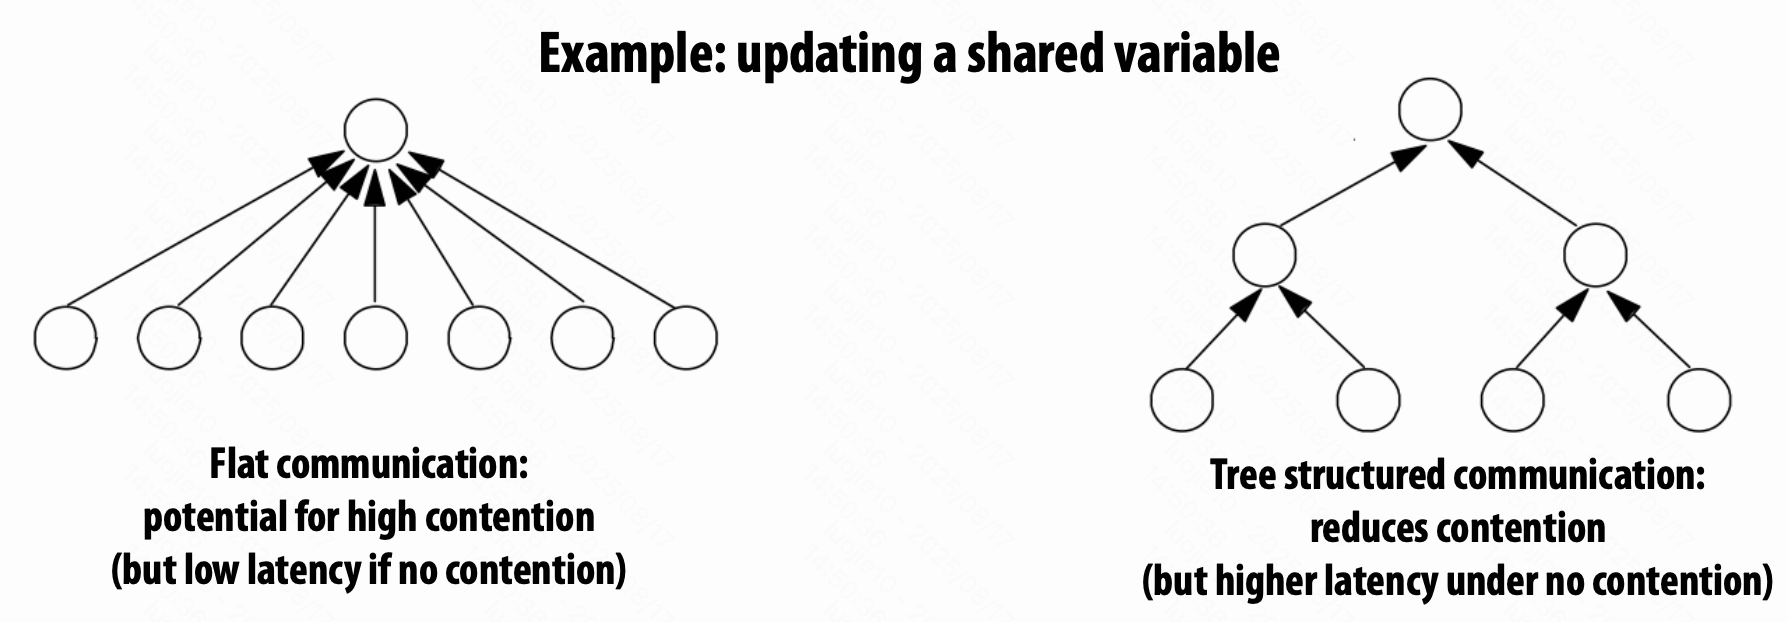 Example: updating a shared variable
Flat communication:
potential for high contention
(but low latency if no contention)
Tree structured communication:
reduces contention
(but higher latency under no contention)